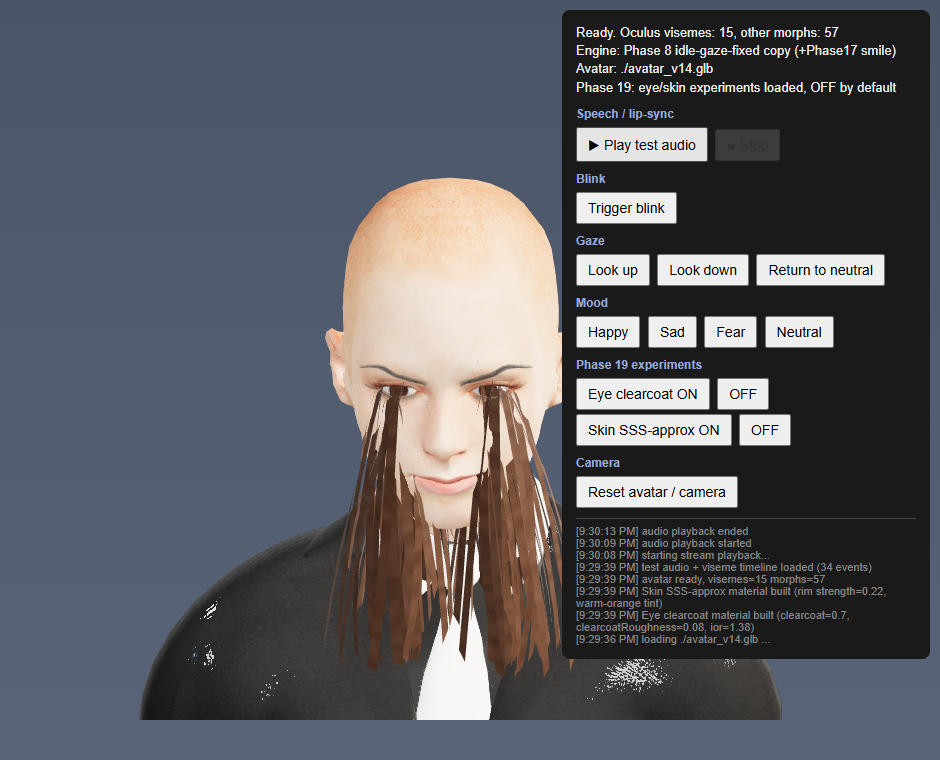 Ready. Oculus visemes: 15, other morphs: 57
Engine: Phase 8 idle-gaze-fixed copy (+Phase17 smile)
Avatar: ./avatar_v14.glb
Phase 19: eye/skin experiments loaded, OFF by default
Speech / lip-sync
▶ Play test audio ■ Stop
Blink
Trigger blink
Gaze
Look up Look down Return to neutral
Mood
Happy Sad Fear Neutral
Phase 19 experiments
Eye clearcoat ON OFF
Skin SSS-approx ON OFF
Camera
Reset avatar / camera
[9:30:13 PM] audio playback ended
[9:30:09 PM] audio playback started
[9:30:08 PM] starting stream playback...
[9:29:39 PM] test audio + viseme timeline loaded (34 events)
[9:29:39 PM] avatar ready, visemes=15 morphs=57
[9:29:39 PM] Skin SSS-approx material built (rim strength=0.22,
warm-orange tint)
[9:29:39 PM] Eye clearcoat material built (clearcoat=0.7,
clearcoatRoughness=0.08, ior=1.38)
[9:29:36 PM] loading ./avatar_v14.glb ...